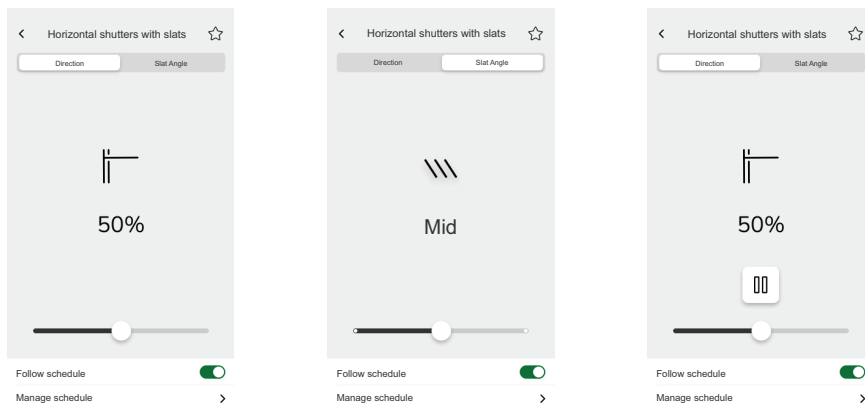 Horizontal shutters with slats
Direction Slat Angle
50%
Follow schedule
Manage schedule
Horizontal shutters with slats
Direction Slat Angle
Mid
Follow schedule
Manage schedule
Horizontal shutters with slats
Direction Slat Angle
50%
Follow schedule
Manage schedule